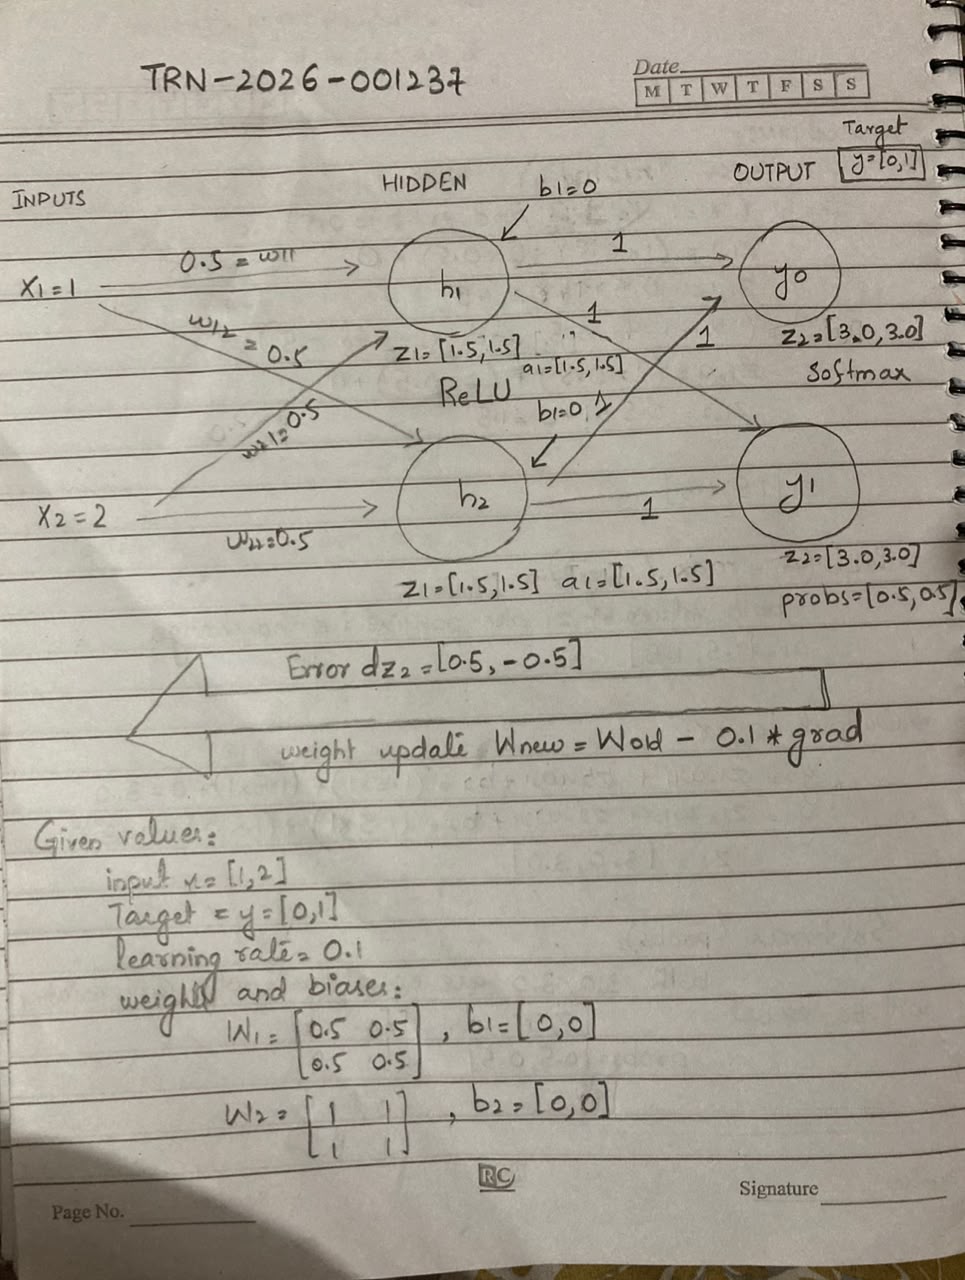 TRN-2026-001237
Date
M T W T F S S
Target
y=[0,1]
INPUTS
HIDDEN
b1=0
OUTPUT
X1=1
0.5 = w11
h1
1
y0
w12 = 0.5
1
1
Z1=[1.5,1.5]
a1=[1.5,1.5]
Z2=[3.0,3.0]
ReLU
Softmax
w21=0.5
b1=0,1
X2=2
w22=0.5
h2
1
y1
Z1=[1.5,1.5] a1=[1.5,1.5]
Z2=[3.0,3.0]
probs=[0.5,0.5]
Error dz2=[0.5,-0.5]
weight update Wnew = Wold - 0.1 * grad
Given values:
input x=[1,2]
Target = y=[0,1]
learning rate= 0.1
weights and biases:
W1= [0.5 0.5 , b1=[0,0]
0.5 0.5]
W2= [1 1 , b2=[0,0]
1 1]
RC
Signature
Page No.